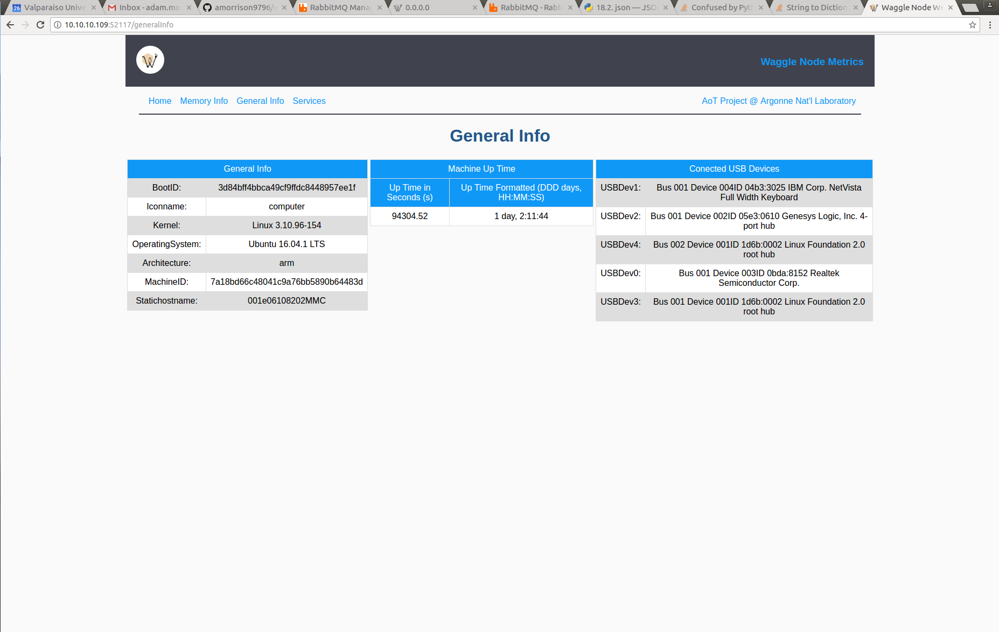 26 Valparaiso Unive
Inbox - adam.mo
amorrison9796/
RabbitMQ Mana
0.0.0.0
RabbitMQ - Rabb
18.2. json — JSO
Confused by Pyt
String to Diction
Waggle Node We
10.10.10.109:52117/generalInfo
W
Waggle Node Metrics
Home Memory Info General Info Services
AoT Project @ Argonne Nat'l Laboratory
General Info
General Info
BootID: 3d84bff4bbca49cf9ffdc8448957ee1f
Iconname: computer
Kernel: Linux 3.10.96-154
OperatingSystem: Ubuntu 16.04.1 LTS
Architecture: arm
MachineID: 7a18bd66c48041c9a76bb5890b64483d
Statichostname: 001e06108202MMC
Machine Up Time
Up Time in
Seconds (s)
Up Time Formatted (DDD days,
HH:MM:SS)
94304.52 1 day, 2:11:44
Conected USB Devices
USBDev1: Bus 001 Device 004ID 04b3:3025 IBM Corp. NetVista
Full Width Keyboard
USBDev2: Bus 001 Device 002ID 05e3:0610 Genesys Logic, Inc. 4-
port hub
USBDev4: Bus 002 Device 001ID 1d6b:0002 Linux Foundation 2.0
root hub
USBDev0: Bus 001 Device 003ID 0bda:8152 Realtek
Semiconductor Corp.
USBDev3: Bus 001 Device 001ID 1d6b:0002 Linux Foundation 2.0
root hub